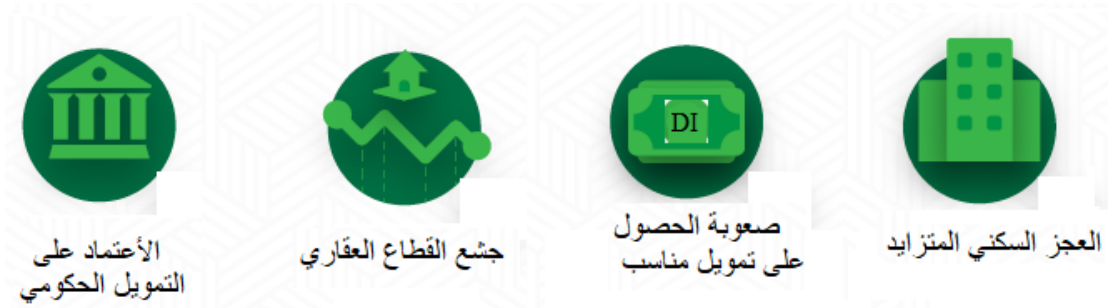 العجز السكني المتزايد
DI
صعوبة الحصول
على تمويل مناسب
جشع القطاع العقاري
الأعتماد على
التمويل الحكومي